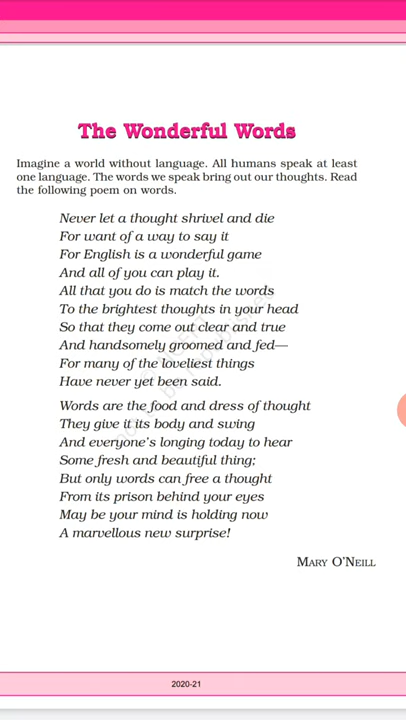 The Wonderful Words
Imagine a world without language. All humans speak at least
one language. The words we speak bring out our thoughts. Read
the following poem on words.
Never let a thought shrivel and die
For want of a way to say it
For English is a wonderful game
And all of you can play it.
All that you do is match the words
To the brightest thoughts in your head
So that they come out clear and true
And handsomely groomed and fed—
For many of the loveliest things
Have never yet been said.
Words are the food and dress of thought
They give it its body and swing
And everyone's longing today to hear
Some fresh and beautiful thing;
But only words can free a thought
From its prison behind your eyes
May be your mind is holding now
A marvellous new surprise!
MARY O'NEILL
2020-21